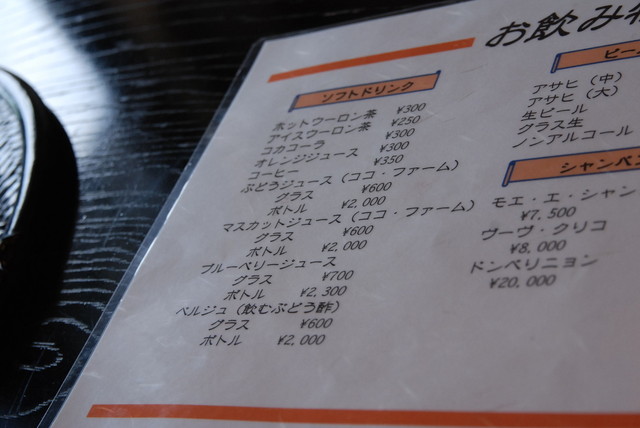 お飲み物
ソフトドリンク
ホットウーロン茶 ¥300
アイスウーロン茶 ¥250
コカコーラ ¥300
オレンジジュース ¥300
コーヒー ¥350
ぶどうジュース（ココ・ファーム）
グラス ¥600
ボトル ¥2,000
マスカットジュース（ココ・ファーム）
グラス ¥600
ボトル ¥2,000
ブルーベリージュース
グラス ¥700
ボトル ¥2,300
ベルジュ（飲むぶどう酢）
グラス ¥600
ボトル ¥2,000
ビー
アサヒ（中）
アサヒ（大）
生ビール
グラス生
ノンアルコール
シャンパン
モエ・エ・シャン
¥7,500
ヴーヴ・クリコ
¥8,000
ドンペリニヨン
¥20,000